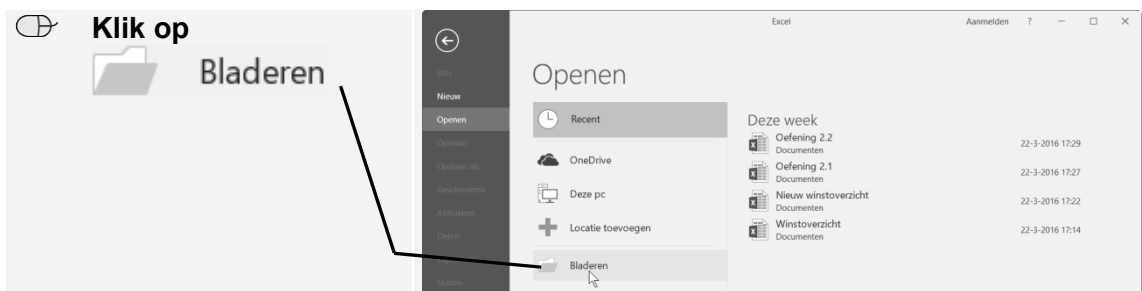 Klik op
Bladeren
Excel
Aanmelden ?
Info
Nieuw
Openen
Opslaan
Opslaan als
Geschiedenis
Afdrukken
Delen
Sluiten
Openen
Recent
OneDrive
Deze pc
Locatie toevoegen
Bladeren
Deze week
Oefening 2.2
Documenten
22-3-2016 17:29
Oefening 2.1
Documenten
22-3-2016 17:27
Nieuw winstoverzicht
Documenten
22-3-2016 17:22
Winstoverzicht
Documenten
22-3-2016 17:14